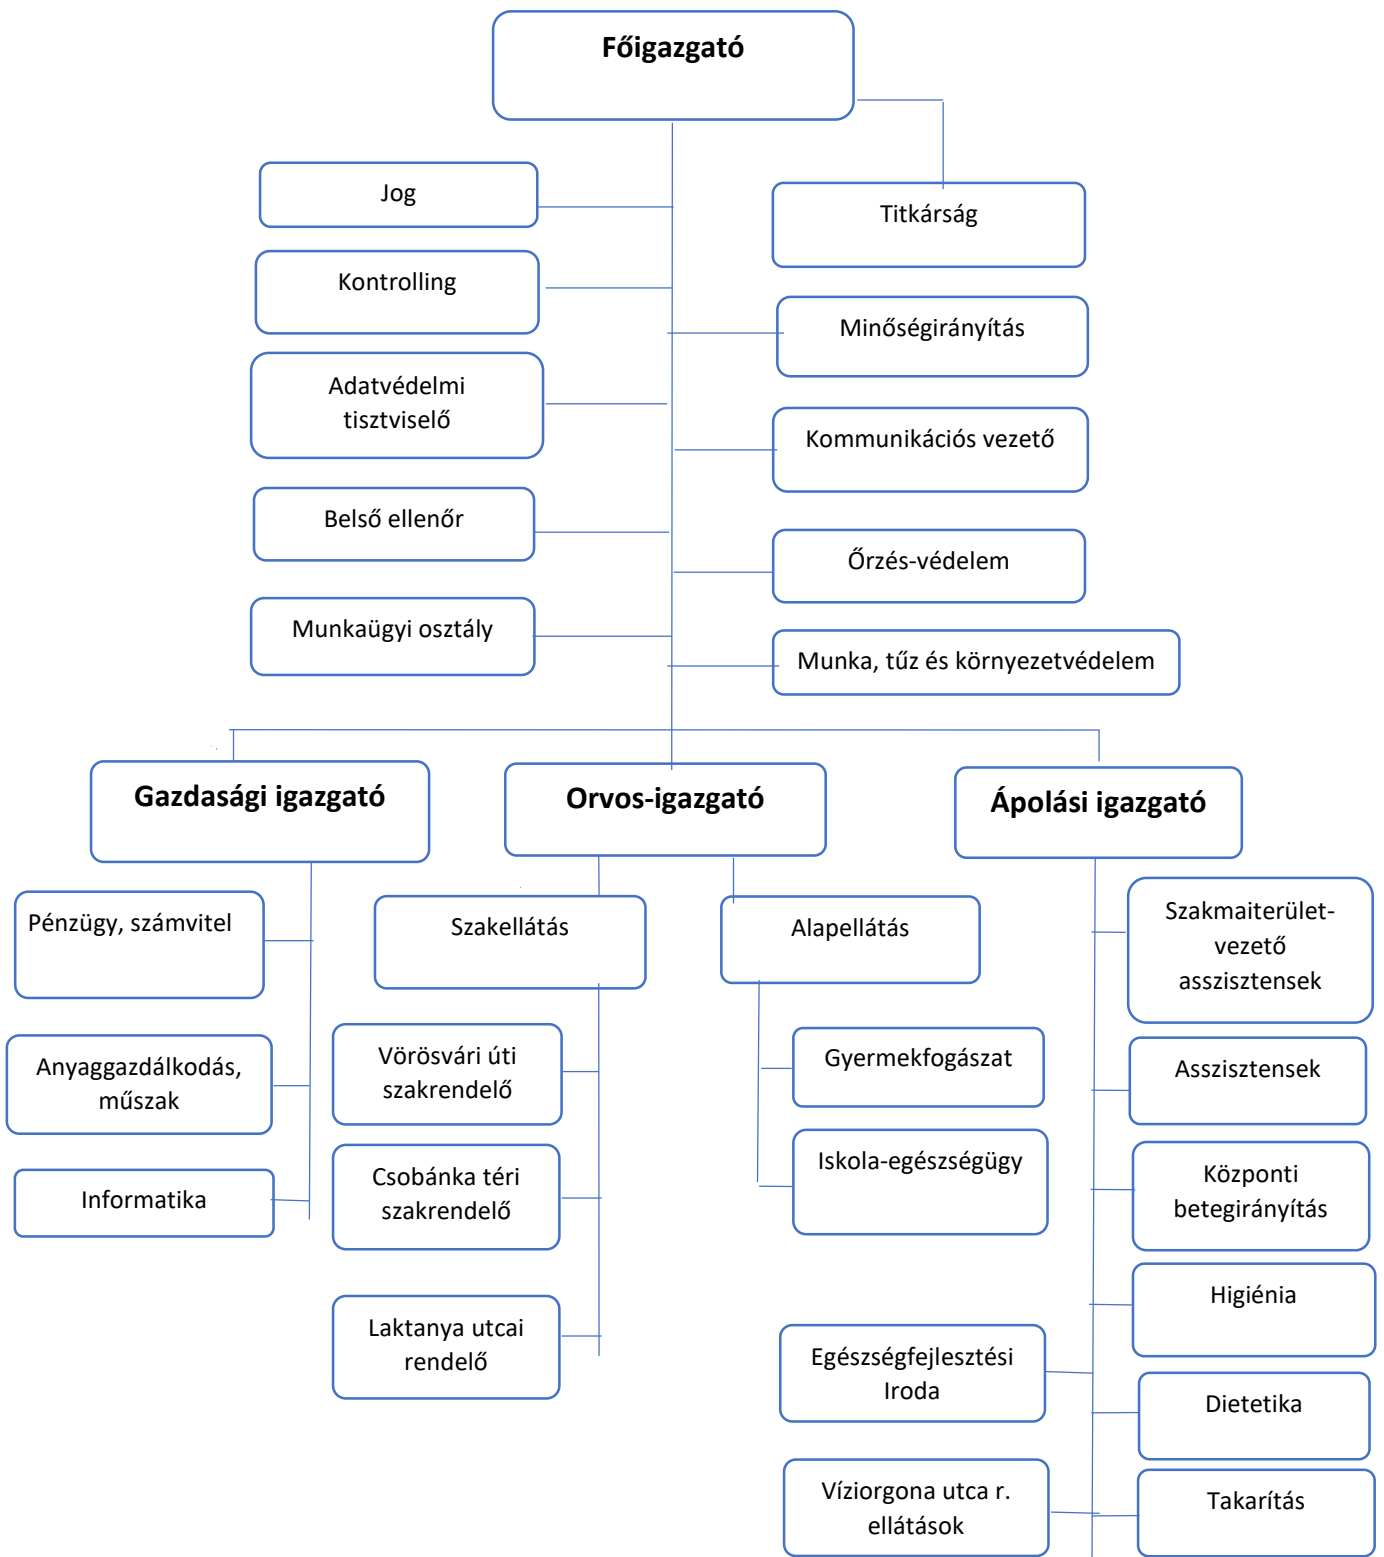 Főigazgató
Jog
Titkárság
Kontrolling
Minőségirányítás
Adatvédelmi
tisztviselő
Kommunikációs vezető
Belső ellenőr
Őrzés-védelem
Munkaügyi osztály
Munka, tűz és környezetvédelem
Gazdasági igazgató
Orvos-igazgató
Ápolási igazgató
Pénzügy, számvitel
Anyaggazdálkodás,
műszak
Informatika
Szakellátás
Vörösvári úti
szakrendelő
Csobánka téri
szakrendelő
Laktanya utcai
rendelő
Alapellátás
Gyermekfogászat
Iskola-egészségügy
Szakmaiterület-
vezető
asszisztensek
Asszisztensek
Központi
betegirányítás
Higiénia
Egészségfejlesztési
Iroda
Dietetika
Víziorgona utca r.
ellátások
Takarítás